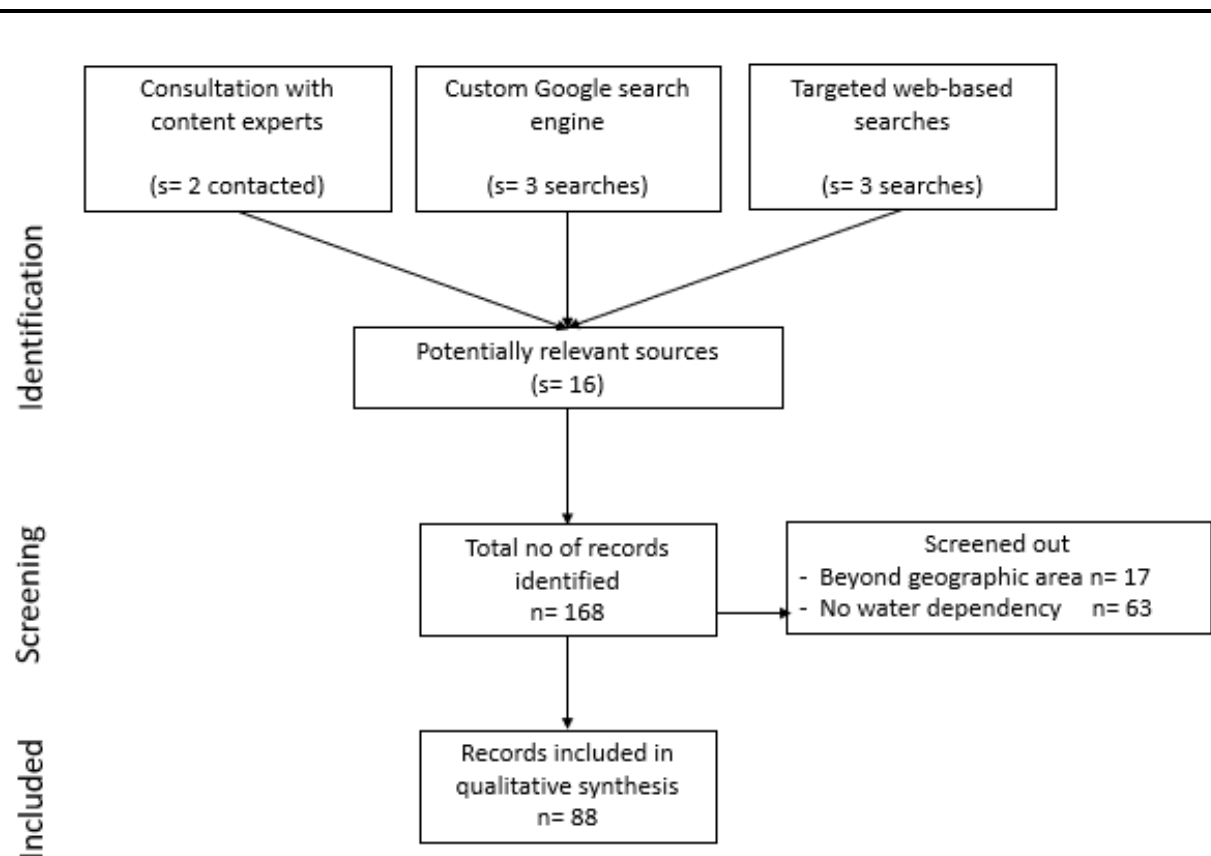 Consultation with
content experts
(s= 2 contacted)
Custom Google search
engine
(s= 3 searches)
Targeted web-based
searches
(s= 3 searches)
Identification
Potentially relevant sources
(s= 16)
Screening
Total no of records
identified
n= 168
Screened out
- Beyond geographic area n= 17
- No water dependency n= 63
Included
Records included in
qualitative synthesis
n= 88